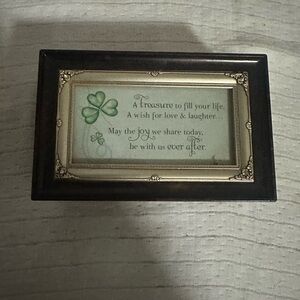 A treasure to fill your life.
A wish for love & laughter...
May the joy we share today,
be with us ever after.